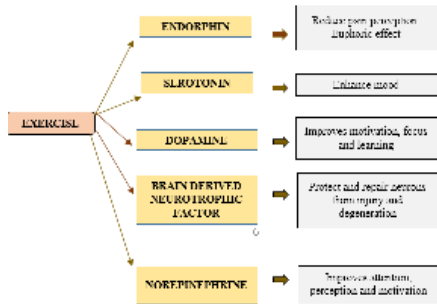 ENDORPHIN
Reduce pain perception
Euphoric effect
SEROTONIN
Enhance mood
EXERCISE
DOPAMINE
Improves motivation, focus
and learning
BRAIN DERIVED
NEUROTROPHIC
FACTOR
Protect and repair neurons
from injury and
degeneration
NOREPINEPHRINE
Improves attention,
perception and motivation